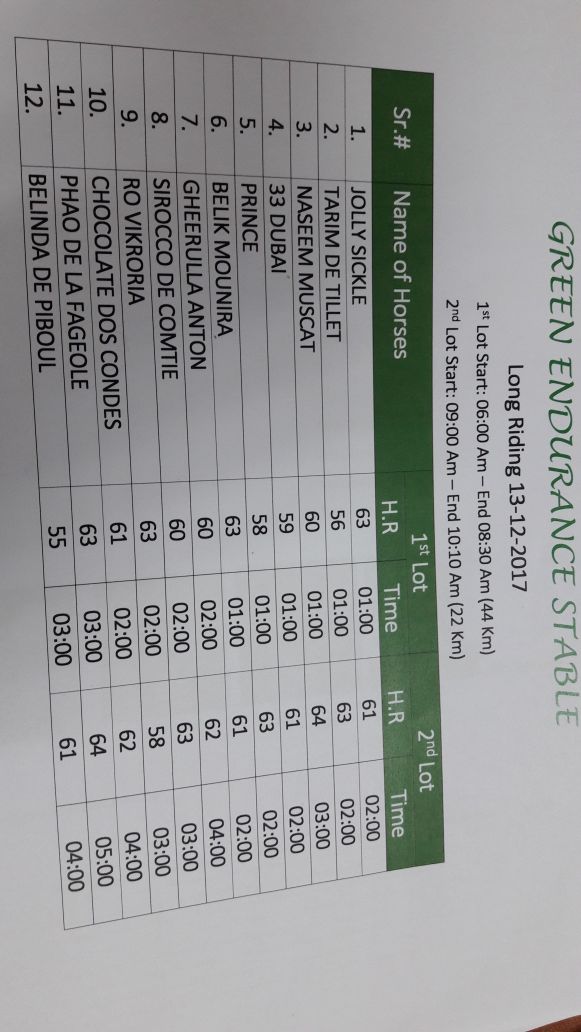 GREEN ENDURANCE STABLE
Long Riding 13-12-2017
1st Lot Start: 06:00 Am – End 08:30 Am (44 Km)
2nd Lot Start: 09:00 Am – End 10:10 Am (22 Km)
1st Lot 2nd Lot
Sr.# Name of Horses H.R Time H.R Time
1. JOLLY SICKLE 63 01:00 61 02:00
2. TARIM DE TILLET 56 01:00 63 02:00
3. NASEEM MUSCAT 60 01:00 64 03:00
4. 33 DUBAI 59 01:00 61 02:00
5. PRINCE 58 01:00 63 02:00
6. BELIK MOUNIRA 63 01:00 61 02:00
7. GHEERULLA ANTON 60 02:00 62 04:00
8. SIROCCO DE COMTIE 60 02:00 63 03:00
9. RO VIKRORIA 63 02:00 58 03:00
10. CHOCOLATE DOS CONDES 61 02:00 62 04:00
11. PHAO DE LA FAGEOLE 63 03:00 64 05:00
12. BELINDA DE PIBOUL 55 03:00 61 04:00